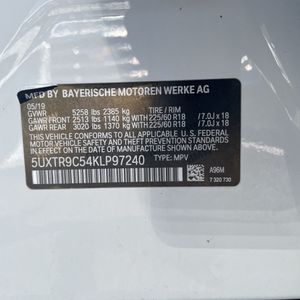 MFD BY BAYERISCHE MOTOREN WERKE AG
05/19
GVWR 5258 lbs 2385 kg TIRE / RIM
GAWR FRONT 2513 lbs 1140 kg WITH 225/60 R18 / 7.0J x 18
GAWR REAR 3020 lbs 1370 kg WITH 225/60 R18 / 7.0J x 18
THIS VEHICLE CONFORMS TO ALL APPLICABLE U.S. FEDERAL
MOTOR VEHICLE SAFETY AND THEFT PREVENTION STANDARDS
IN EFFECT ON THE DATE OF MANUFACTURE SHOWN ABOVE.
5UXTR9C54KLP97240 TYPE: MPV
A96M
7 320 730